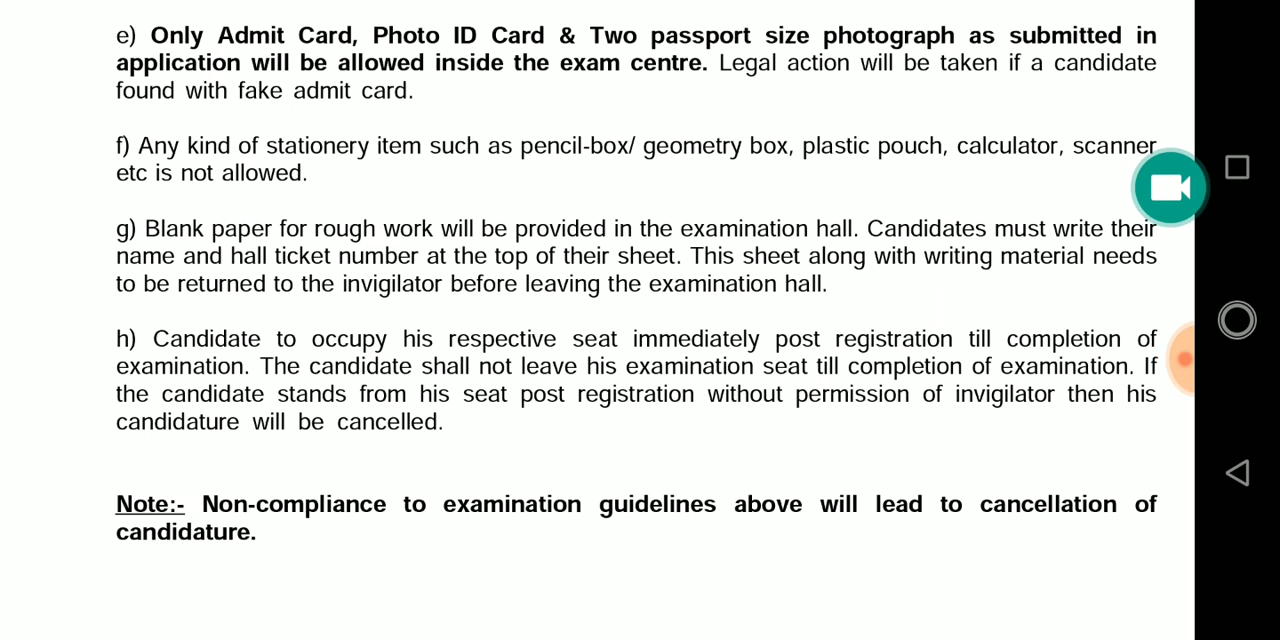 e) Only Admit Card, Photo ID Card & Two passport size photograph as submitted in
application will be allowed inside the exam centre. Legal action will be taken if a candidate
found with fake admit card.
f) Any kind of stationery item such as pencil-box/ geometry box, plastic pouch, calculator, scanner
etc is not allowed.
g) Blank paper for rough work will be provided in the examination hall. Candidates must write their
name and hall ticket number at the top of their sheet. This sheet along with writing material needs
to be returned to the invigilator before leaving the examination hall.
h) Candidate to occupy his respective seat immediately post registration till completion of
examination. The candidate shall not leave his examination seat till completion of examination. If
the candidate stands from his seat post registration without permission of invigilator then his
candidature will be cancelled.
Note:- Non-compliance to examination guidelines above will lead to cancellation of
candidature.